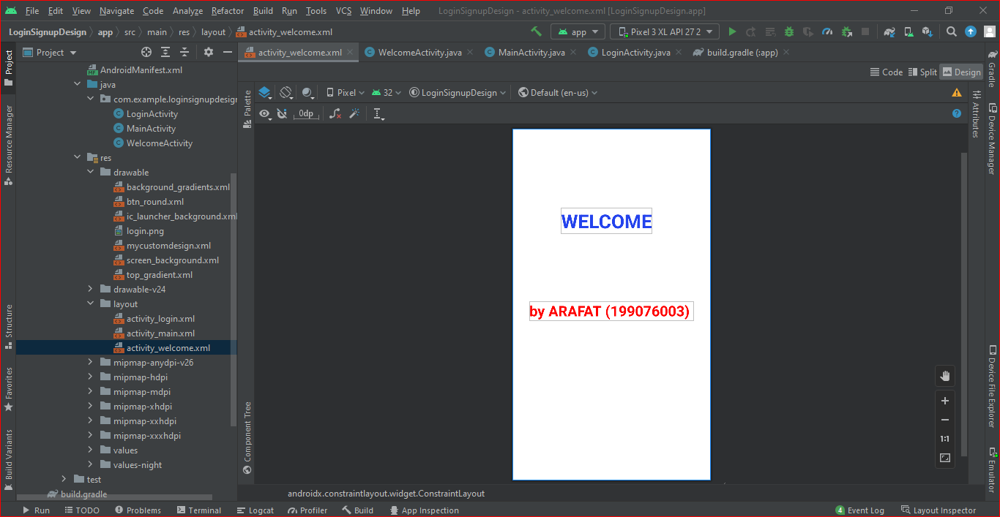 File Edit View Navigate Code Analyze Refactor Build Run Tools VCS Window Help LoginSignupDesign - activity_welcome.xml [LoginSignupDesign.app]
LoginSignupDesign app src main res layout activity_welcome.xml app Pixel 3 XL API 27 2
Project activity_welcome.xml WelcomeActivity.java MainActivity.java LoginActivity.java build.gradle (:app)
Code Split Design
Pixel 32 LoginSignupDesign Default (en-us)
0dp
AndroidManifest.xml
java
com.example.loginsignupdesign
LoginActivity
MainActivity
WelcomeActivity
res
drawable
background_gradients.xml
btn_round.xml
ic_launcher_background.xml
login.png
mycustomdesign.xml
screen_background.xml
top_gradient.xml
drawable-v24
layout
activity_login.xml
activity_main.xml
activity_welcome.xml
mipmap-anydpi-v26
mipmap-hdpi
mipmap-mdpi
mipmap-xhdpi
mipmap-xxhdpi
mipmap-xxxhdpi
values
values-night
test
build.gradle
Project
Resource Manager
Structure
Favorites
Build Variants
Palette
Component Tree
WELCOME
by ARAFAT (199076003)
1:1
Attributes
Gradle
Device Manager
Device File Explorer
Emulator
androidx.constraintlayout.widget.ConstraintLayout
Run TODO Problems Terminal Logcat Profiler Build App Inspection 4 Event Log Layout Inspector